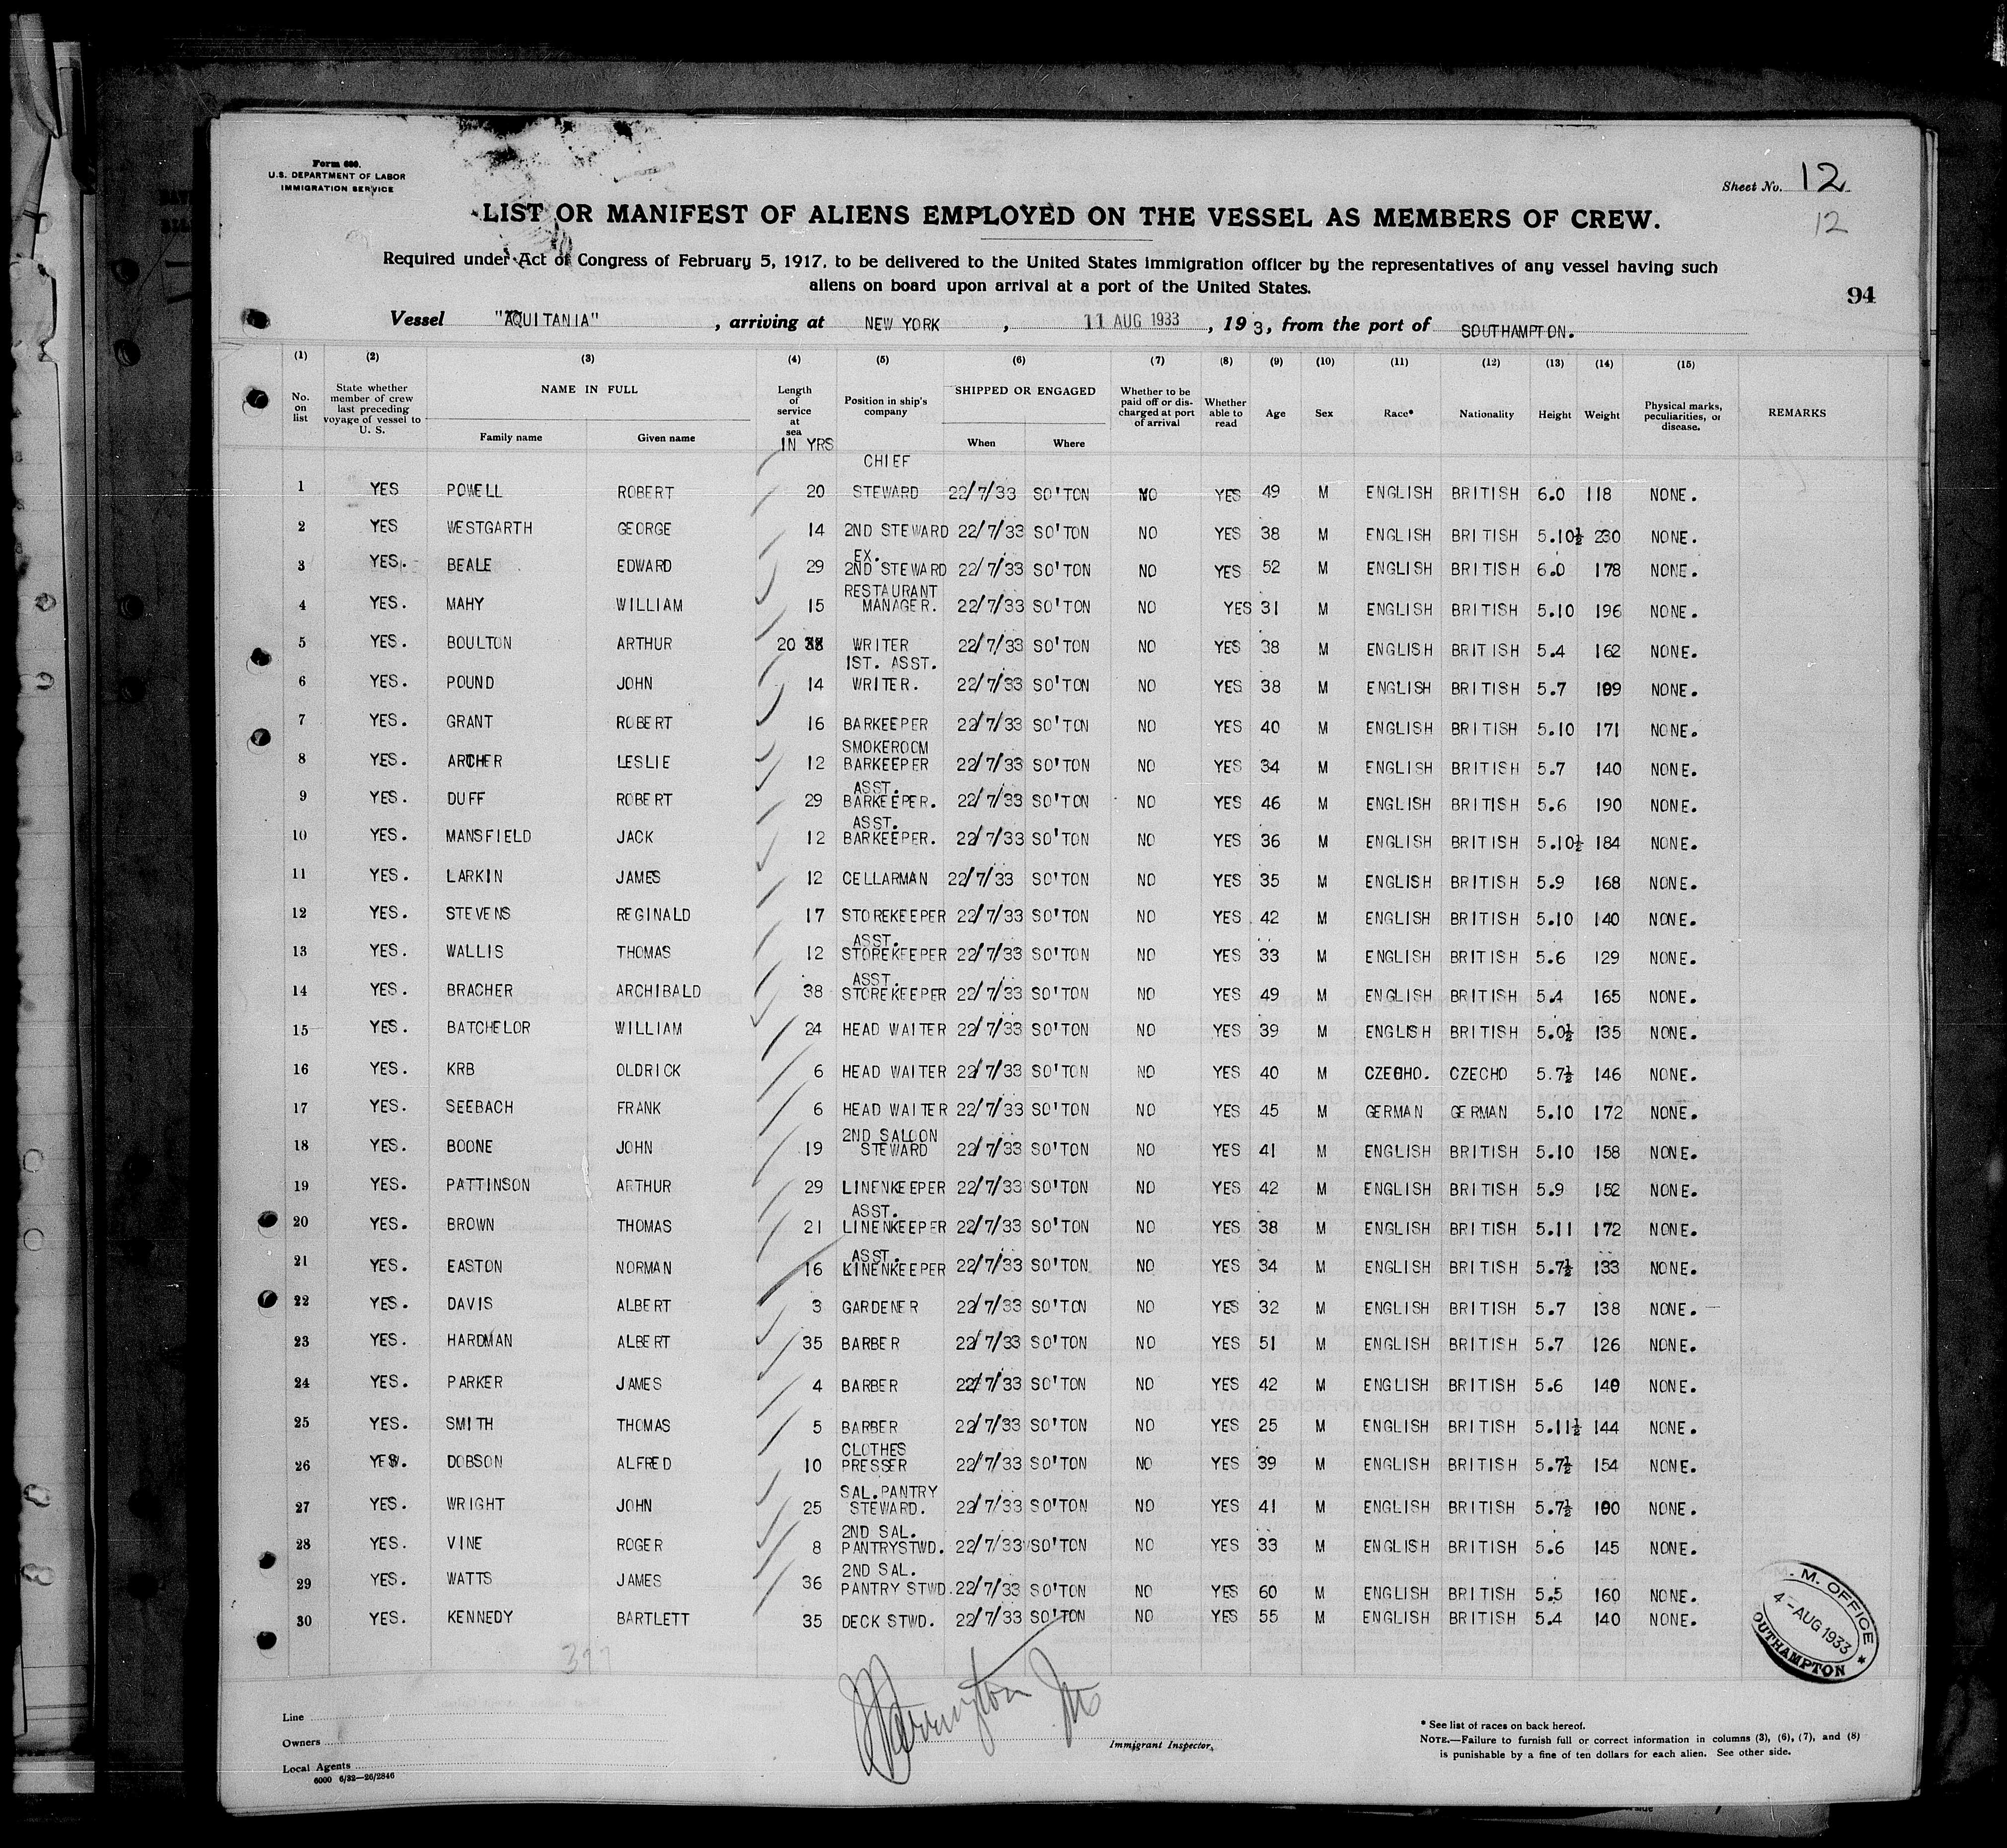 Form 680.
U.S. DEPARTMENT OF LABOR
IMMIGRATION SERVICE
Sheet No. 12
12
LIST OR MANIFEST OF ALIENS EMPLOYED ON THE VESSEL AS MEMBERS OF CREW.
Required under Act of Congress of February 5, 1917, to be delivered to the United States immigration officer by the representatives of any vessel having such
aliens on board upon arrival at a port of the United States.
94
Vessel "AQUITANIA", arriving at NEW YORK, 11 AUG 1933, 193, from the port of SOUTHAMPTON.
(1) (2) (3) (4) (5) (6) (7) (8) (9) (10) (11) (12) (13) (14) (15)
No. on list State whether member of crew last preceding voyage of vessel to U. S. NAME IN FULL Family name Given name Length of service at sea IN YRS Position in ship's company SHIPPED OR ENGAGED When Where Whether to be paid off or discharged at port of arrival Whether able to read Age Sex Race* Nationality Height Weight Physical marks, peculiarities, or disease. REMARKS
1 YES POWELL ROBERT 20 CHIEF STEWARD 22/7/33 SO'TON NO YES 49 M ENGLISH BRITISH 6.0 118 NONE.
2 YES WESTGARTH GEORGE 14 2ND STEWARD 22/7/33 SO'TON NO YES 38 M ENGLISH BRITISH 5.10½ 230 NONE.
3 YES. BEALE EDWARD 29 EX. 2ND STEWARD 22/7/33 SO'TON NO YES 52 M ENGLISH BRITISH 6.0 178 NONE.
4 YES. MAHY WILLIAM 15 RESTAURANT MANAGER. 22/7/33 SO'TON NO YES 31 M ENGLISH BRITISH 5.10 196 NONE.
5 YES. BOULTON ARTHUR 20 WRITER 22/7/33 SO'TON NO YES 38 M ENGLISH BRITISH 5.4 162 NONE.
6 YES. POUND JOHN 14 1ST. ASST. WRITER. 22/7/33 SO'TON NO YES 38 M ENGLISH BRITISH 5.7 NONE.
7 YES. GRANT ROBERT 16 BARKEEPER 22/7/33 SO'TON NO YES 40 M ENGLISH BRITISH 5.10 171 NONE.
8 YES. ARCHER LESLIE 12 SMOKEROOM BARKEEPER 22/7/33 SO'TON NO YES 34 M ENGLISH BRITISH 5.7 140 NONE.
9 YES. DUFF ROBERT 29 ASST. BARKEEPER. 22/7/33 SO'TON NO YES 46 M ENGLISH BRITISH 5.6 190 NONE.
10 YES. MANSFIELD JACK 12 ASST. BARKEEPER. 22/7/33 SO'TON NO YES 36 M ENGLISH BRITISH 5.10½ 184 NONE.
11 YES. LARKIN JAMES 12 CELLARMAN 22/7/33 SO'TON NO YES 35 M ENGLISH BRITISH 5.9 168 NONE.
12 YES. STEVENS REGINALD 17 STOREKEEPER 22/7/33 SO'TON NO YES 42 M ENGLISH BRITISH 5.10 140 NONE.
13 YES. WALLIS THOMAS 12 ASST. STOREKEEPER 22/7/33 SO'TON NO YES 33 M ENGLISH BRITISH 5.6 129 NONE.
14 YES. BRACHER ARCHIBALD 38 ASST. STOREKEEPER 22/7/33 SO'TON NO YES 49 M ENGLISH BRITISH 5.4 165 NONE.
15 YES. BATCHELOR WILLIAM 24 HEAD WAITER 22/7/33 SO'TON NO YES 39 M ENGLISH BRITISH 5.0½ 135 NONE.
16 YES. KRB OLDRICK 6 HEAD WAITER 22/7/33 SO'TON NO YES 40 M CZECHO. CZECHO 5.7½ 146 NONE.
17 YES. SEEBACH FRANK 6 HEAD WAITER 22/7/33 SO'TON NO YES 45 M GERMAN GERMAN 5.10 172 NONE.
18 YES. BOONE JOHN 19 2ND SALOON STEWARD 22/7/33 SO'TON NO YES 41 M ENGLISH BRITISH 5.10 158 NONE.
19 YES. PATTINSON ARTHUR 29 LINENKEEPER 22/7/33 SO'TON NO YES 42 M ENGLISH BRITISH 5.9 152 NONE.
20 YES. BROWN THOMAS 21 ASST. LINENKEEPER 22/7/33 SO'TON NO YES 38 M ENGLISH BRITISH 5.11 172 NONE.
21 YES. EASTON NORMAN 16 ASST. LINENKEEPER 22/7/33 SO'TON NO YES 34 M ENGLISH BRITISH 5.7½ 133 NONE.
22 YES. DAVIS ALBERT 3 GARDENER 22/7/33 SO'TON NO YES 32 M ENGLISH BRITISH 5.7 138 NONE.
23 YES. HARDMAN ALBERT 35 BARBER 22/7/33 SO'TON NO YES 51 M ENGLISH BRITISH 5.7 126 NONE.
24 YES. PARKER JAMES 4 BARBER 22/7/33 SO'TON NO YES 42 M ENGLISH BRITISH 5.6 140 NONE.
25 YES. SMITH THOMAS 5 BARBER 22/7/33 SO'TON NO YES 25 M ENGLISH BRITISH 5.11½ 144 NONE.
26 YES. DOBSON ALFRED 10 CLOTHES PRESSER 22/7/33 SO'TON NO YES 39 M ENGLISH BRITISH 5.7½ 154 NONE.
27 YES. WRIGHT JOHN 25 SAL. PANTRY STEWARD. 22/7/33 SO'TON NO YES 41 M ENGLISH BRITISH 5.7½ NONE.
28 YES. VINE ROGER 8 2ND SAL. PANTRYSTWD. 22/7/33 SO'TON NO YES 33 M ENGLISH BRITISH 5.6 145 NONE.
29 YES. WATTS JAMES 36 2ND SAL. PANTRY STWD. 22/7/33 SO'TON NO YES 60 M ENGLISH BRITISH 5.5 160 NONE.
30 YES. KENNEDY BARTLETT 35 DECK STWD. 22/7/33 SO'TON NO YES 55 M ENGLISH BRITISH 5.4 140 NONE.
M. OFFICE
4-AUG 1933
OUTHAMPTON
Line
Owners
Local Agents
6000 6/32—26/2846
Immigrant Inspector.
* See list of races on back hereof.
NOTE.—Failure to furnish full or correct information in columns (3), (6), (7), and (8)
is punishable by a fine of ten dollars for each alien. See other side.